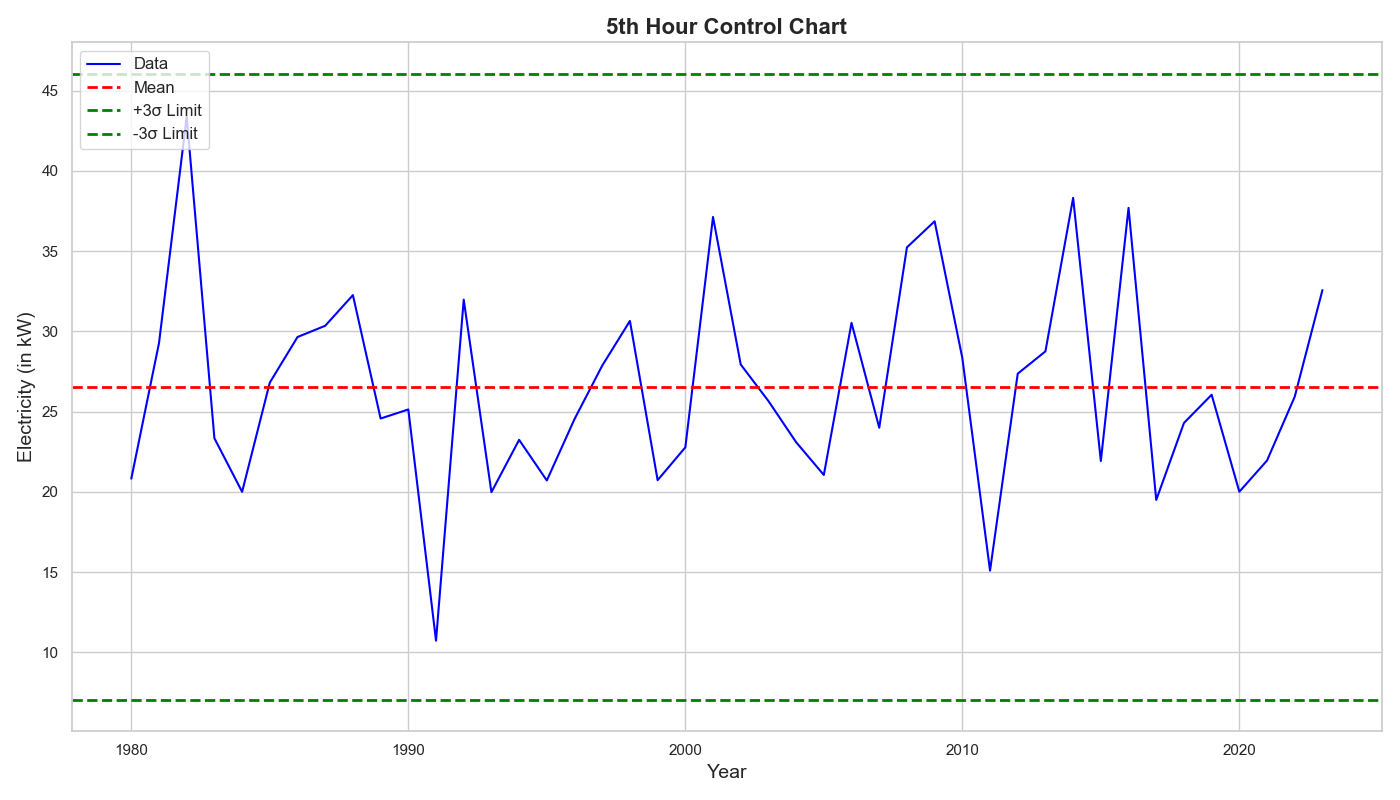 5th Hour Control Chart
Data
Mean
+3σ Limit
-3σ Limit
45
40
35
30
25
20
15
10
Electricity (in kW)
1980
1990
2000
2010
2020
Year